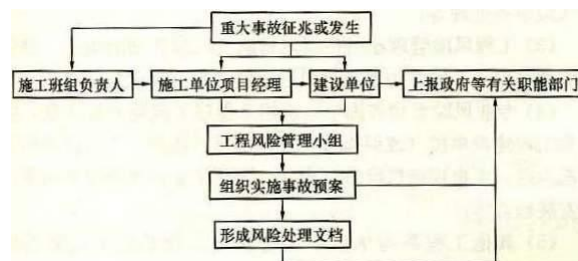 重大事故征兆或发生
施工班组负责人
施工单位项目经理
建设单位
上报政府等有关职能部门
工程风险管理小组
组织实施事故预案
形成风险处理文档